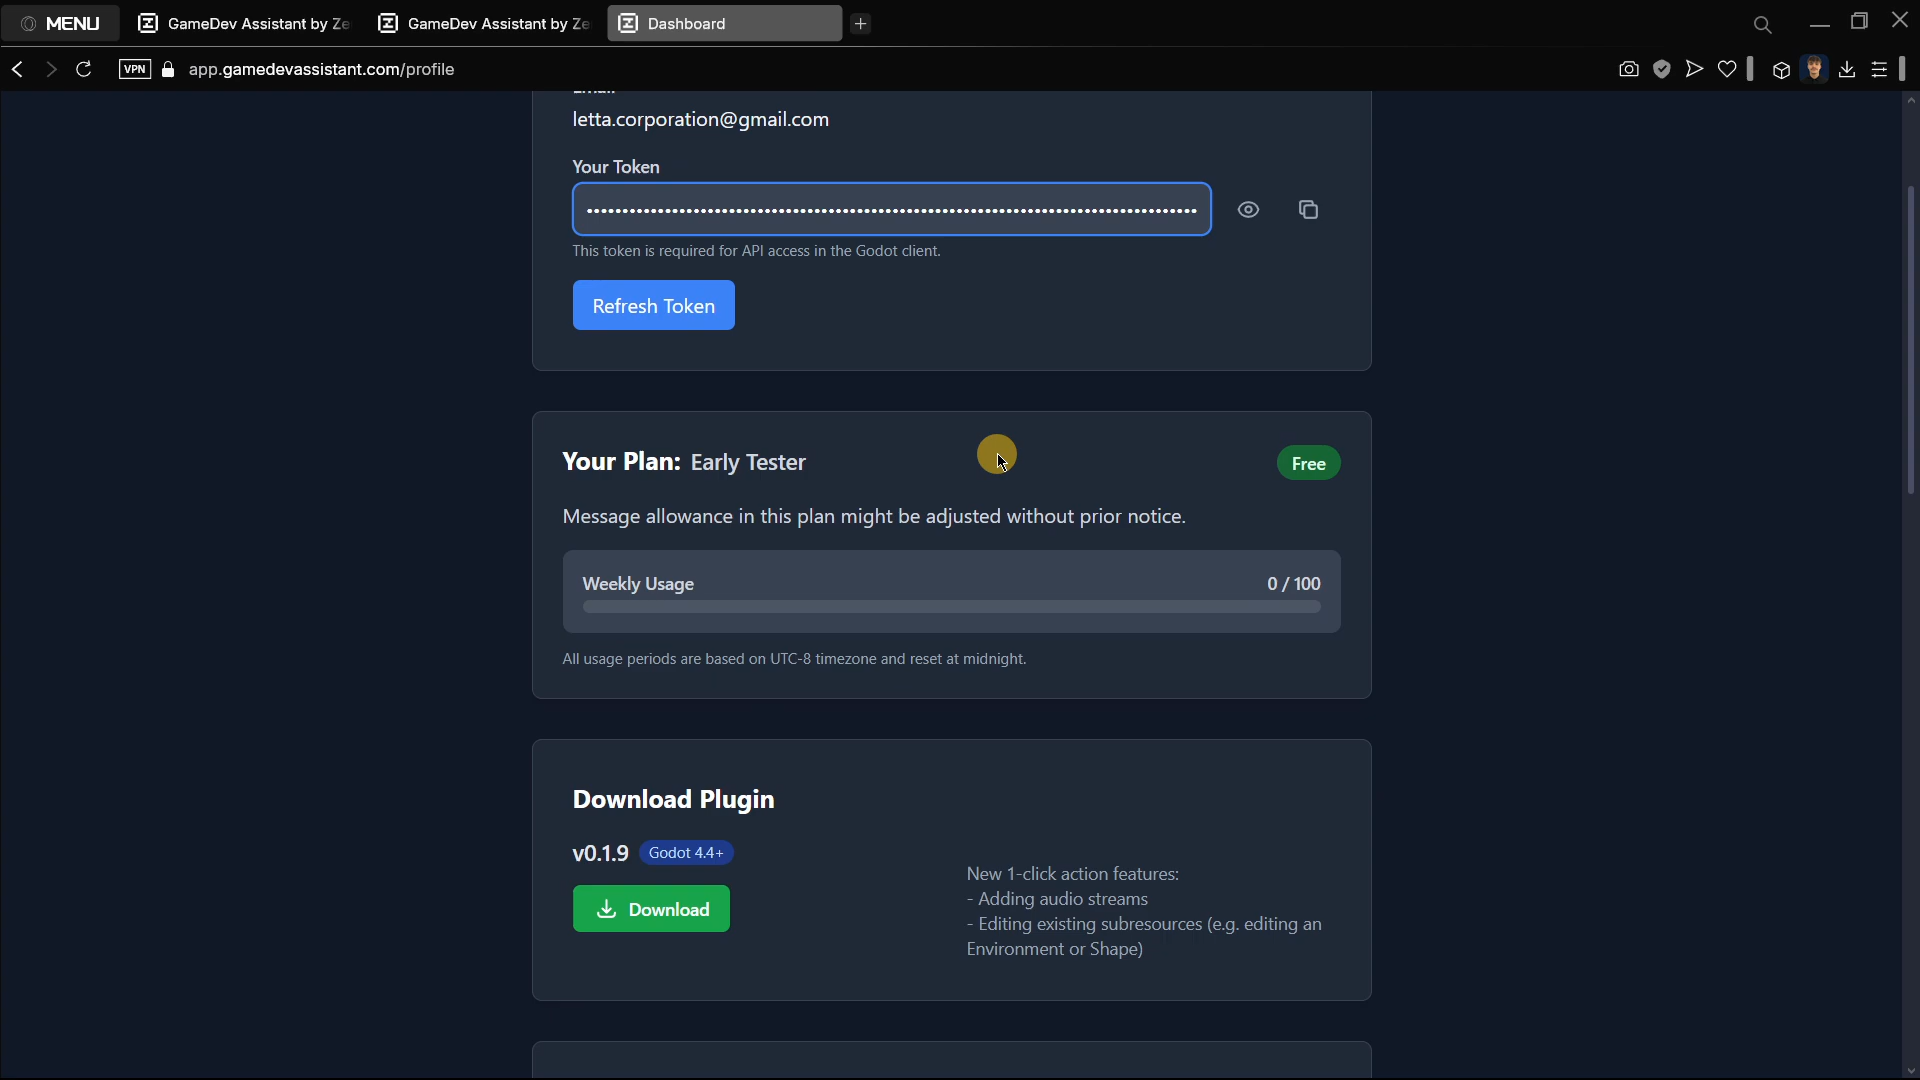 MENU
GameDev Assistant by Ze
GameDev Assistant by Ze
Dashboard
VPN
app.gamedevassistant.com/profile
Email
letta.corporation@gmail.com
Your Token
This token is required for API access in the Godot client.
Refresh Token
Your Plan: Early Tester
Free
Message allowance in this plan might be adjusted without prior notice.
Weekly Usage
0 / 100
All usage periods are based on UTC-8 timezone and reset at midnight.
Download Plugin
v0.1.9
Godot 4.4+
Download
New 1-click action features:
- Adding audio streams
- Editing existing subresources (e.g. editing an
Environment or Shape)